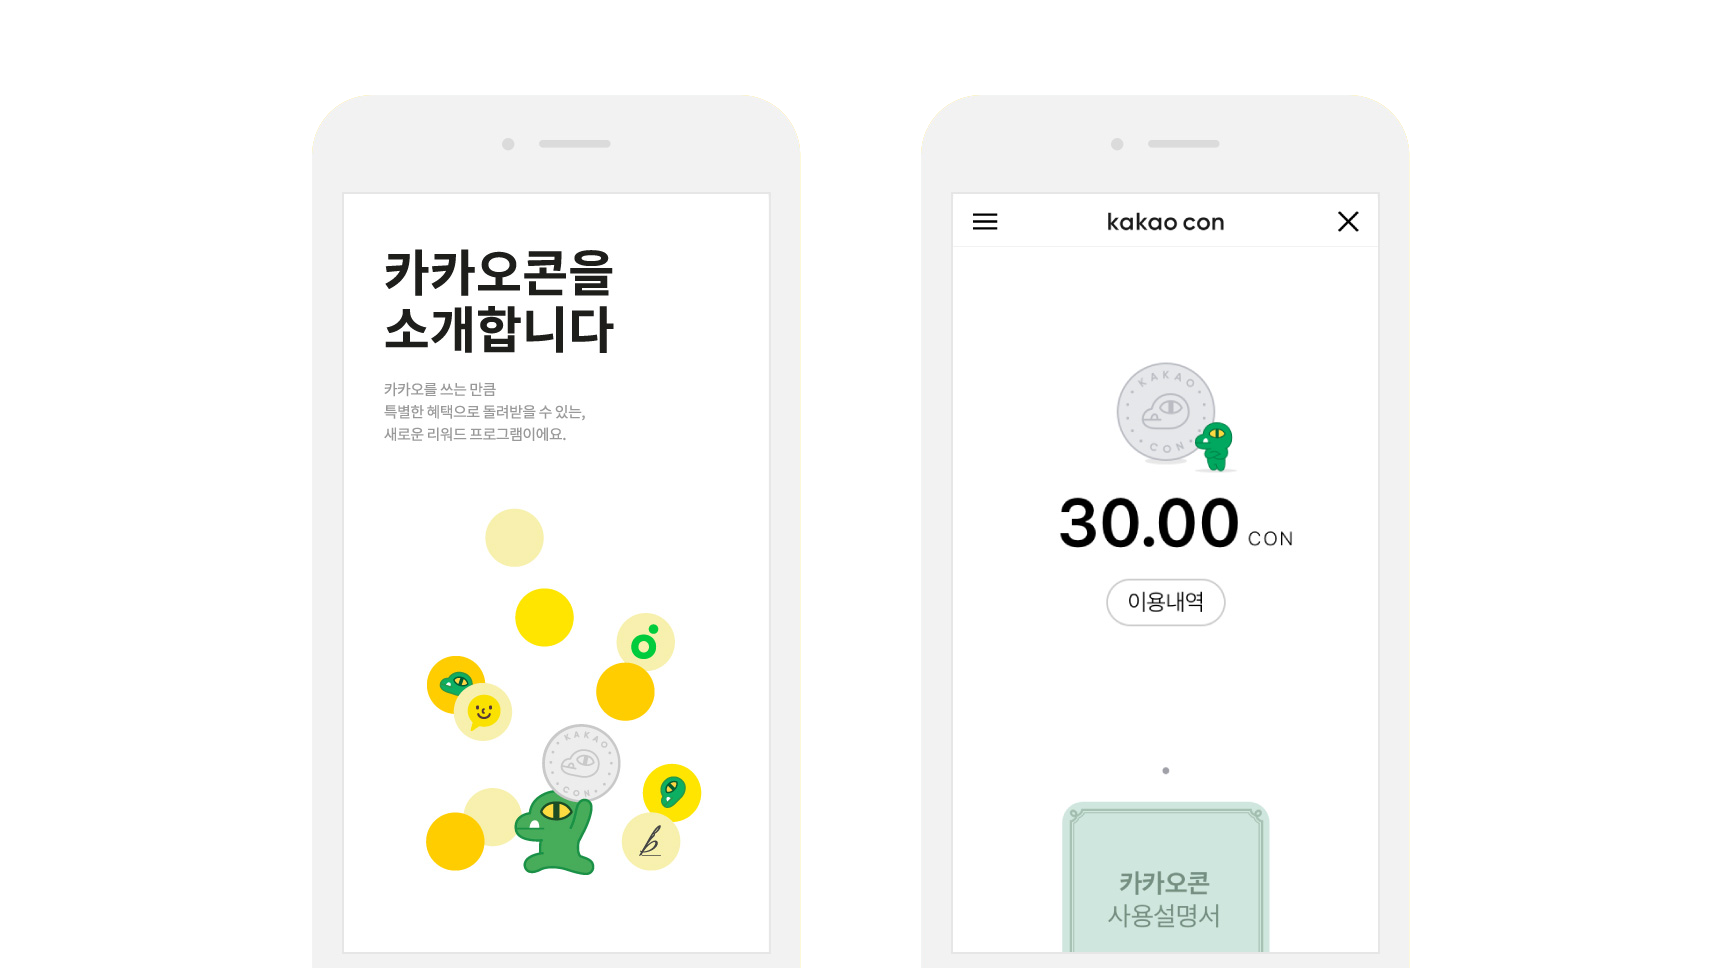 카카오콘을
소개합니다
카카오를 쓰는 만큼
특별한 혜택으로 돌려받을 수 있는,
새로운 리워드 프로그램이에요.
KAKAO
CON
b
kakao con
KAKAO
CON
30.00 CON
이용내역
카카오콘
사용설명서